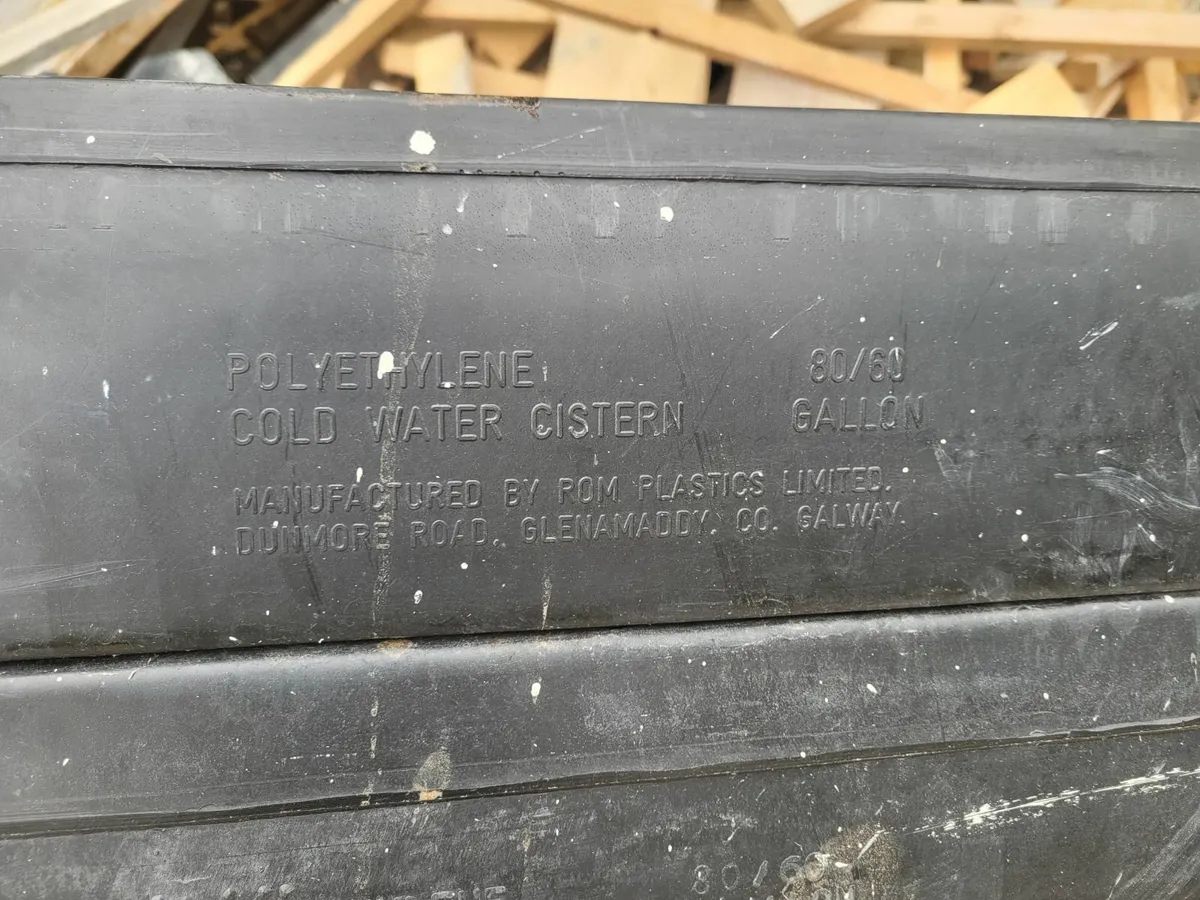 POLYETHYLENE 80/60
COLD WATER CISTERN GALLON
MANUFACTURED BY ROM PLASTICS LIMITED.
DUNMORE ROAD. GLENAMADDY. CO. GALWAY.